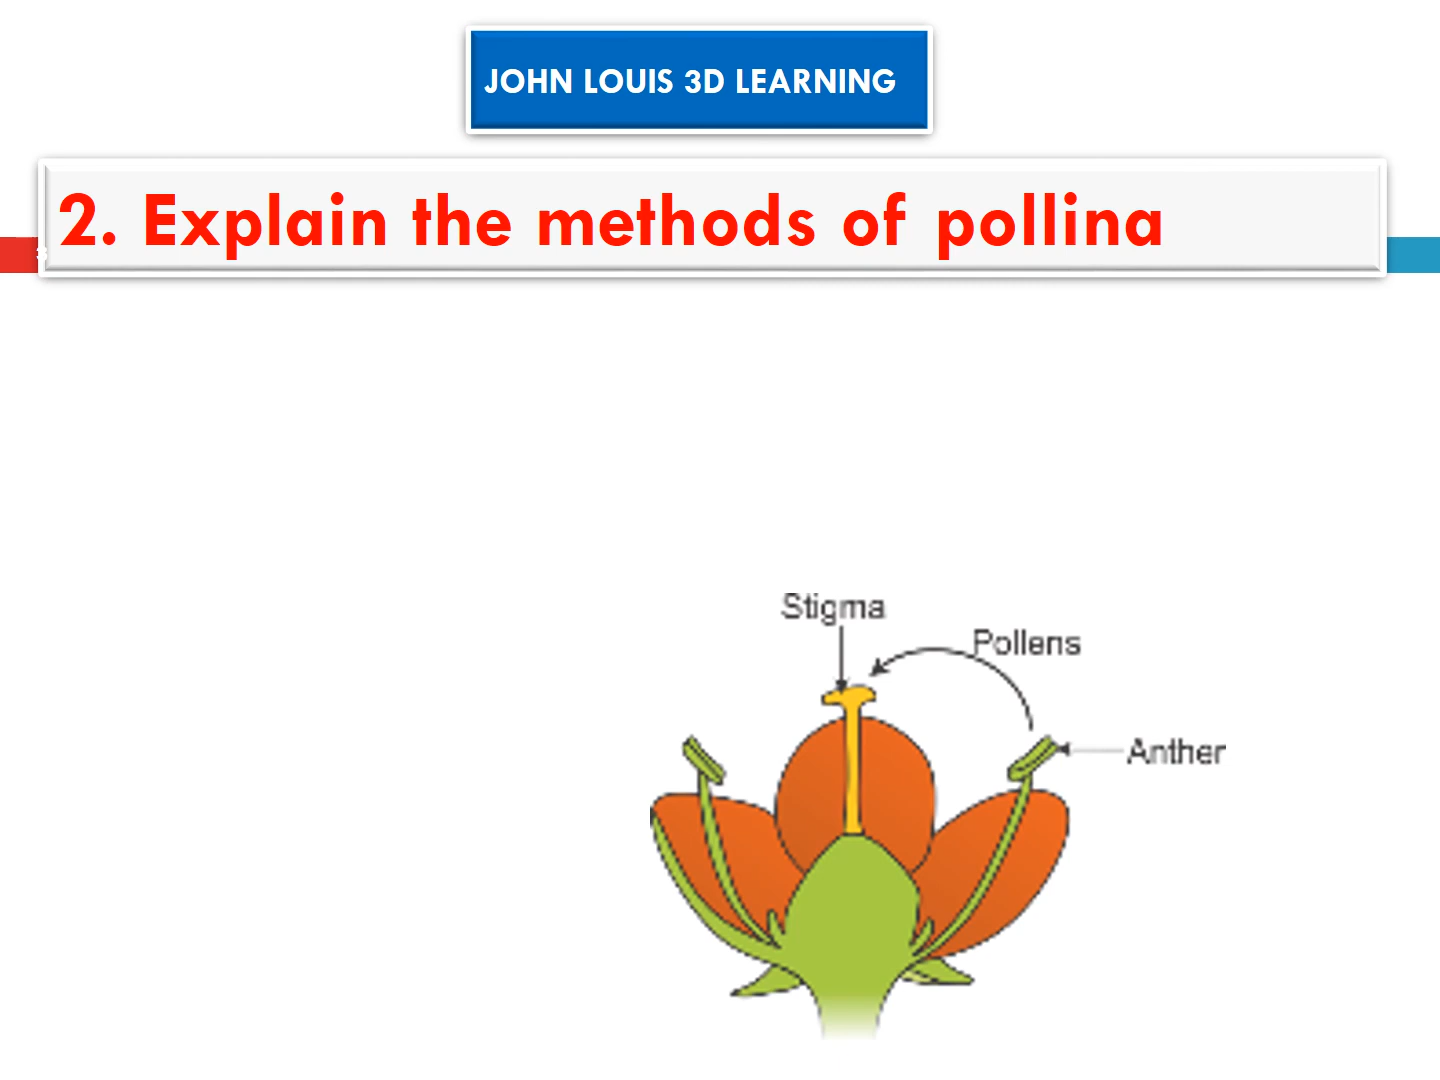 JOHN LOUIS 3D LEARNING
2. Explain the methods of pollina
Stigma
Pollens
Anther